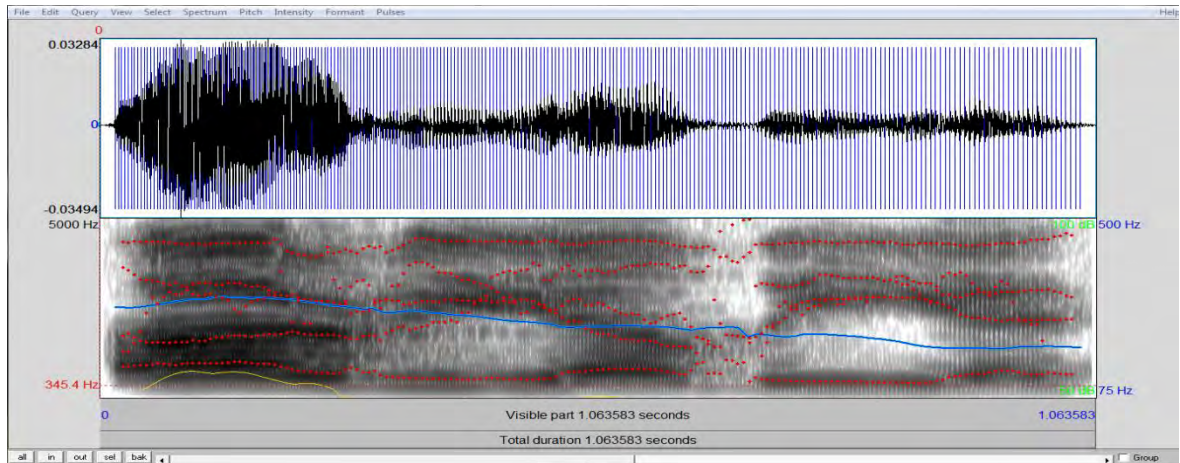 File Edit Query View Select Spectrum Pitch Intensity Formant Pulses Help
0
0.03284
0
-0.03494
5000 Hz 100 dB 500 Hz
345.4 Hz 75 Hz
0 Visible part 1.063583 seconds 1.063583
Total duration 1.063583 seconds
all in out sel bak Group